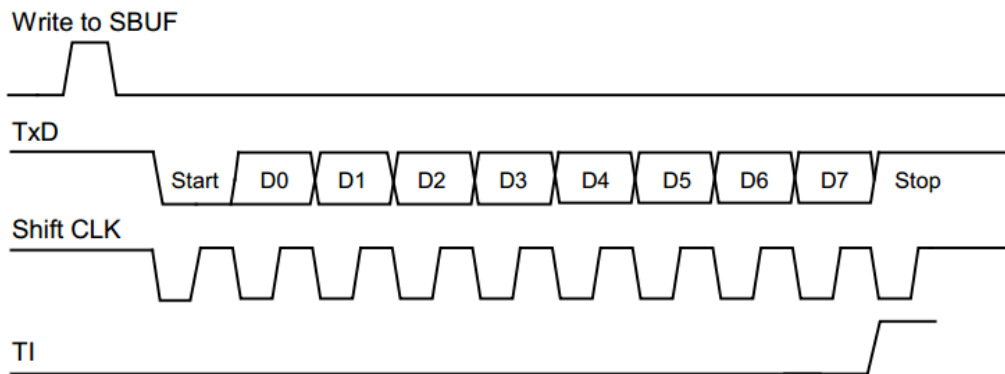 Write to SBUF
TxD
Start D0 D1 D2 D3 D4 D5 D6 D7 Stop
Shift CLK
TI